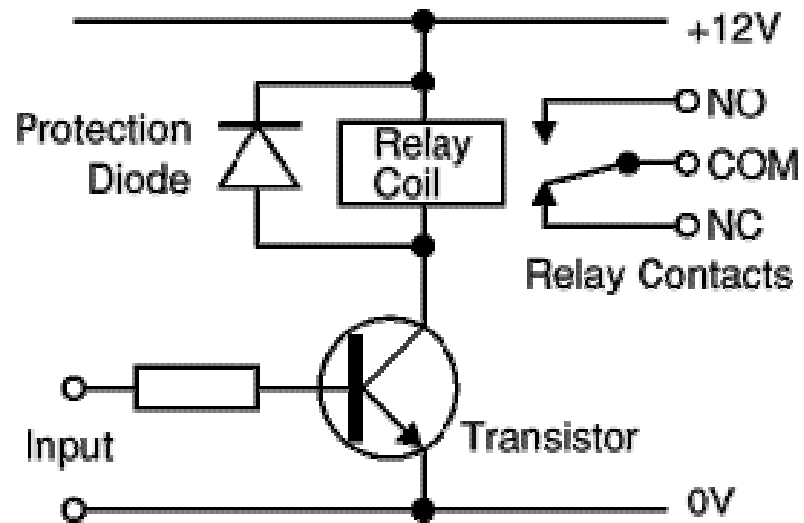 +12V
Protection
Diode
Relay
Coil
NO
COM
NC
Relay Contacts
Input
Transistor
0V